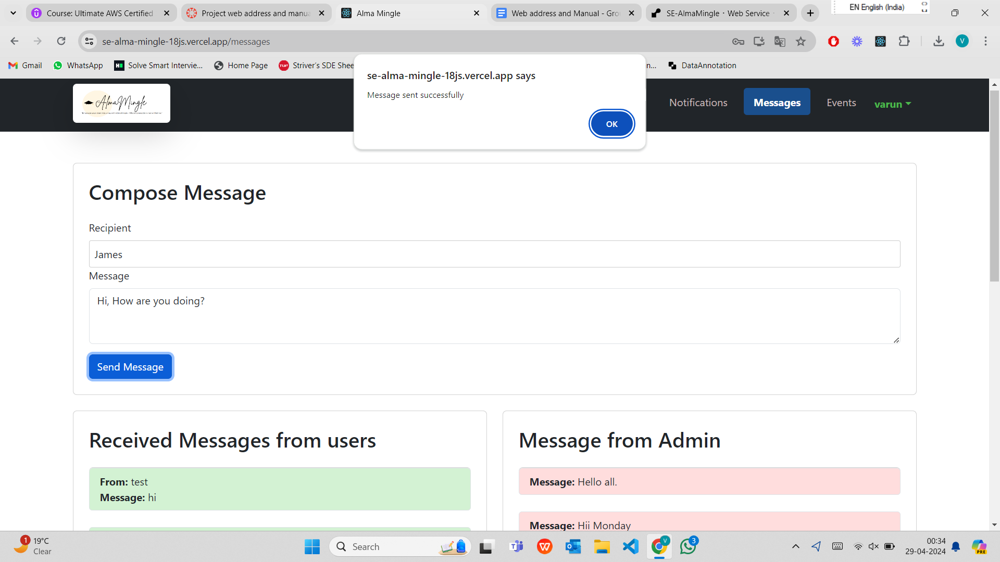 Course: Ultimate AWS Certified
Project web address and manua
Alma Mingle
Web address and Manual - Gro
SE-AlmaMingle · Web Service
EN English (India)
se-alma-mingle-18js.vercel.app/messages
V
Gmail
WhatsApp
Solve Smart Intervie...
Home Page
TUF
Striver's SDE Shee
n...
DataAnnotation
se-alma-mingle-18js.vercel.app says
Message sent successfully
OK
AlmaMingle
Notifications
Messages
Events
varun
Compose Message
Recipient
James
Message
Hi, How are you doing?
Send Message
Received Messages from users
From: test
Message: hi
Message from Admin
Message: Hello all.
Message: Hii Monday
1
19°C
Clear
Search
V
3
00:34
29-04-2024
PRE